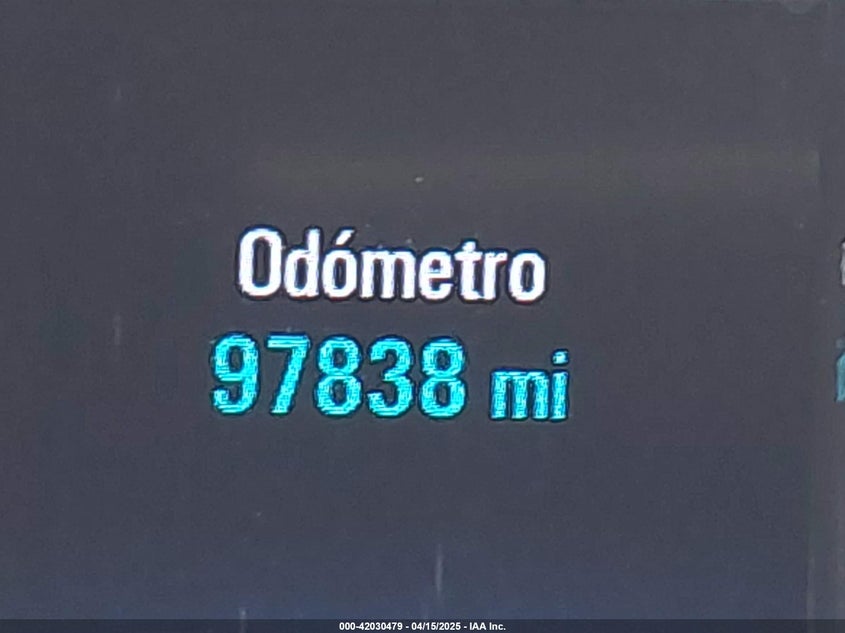 Odómetro
97838 mi
000-42030479 - 04/15/2025 - IAA Inc.